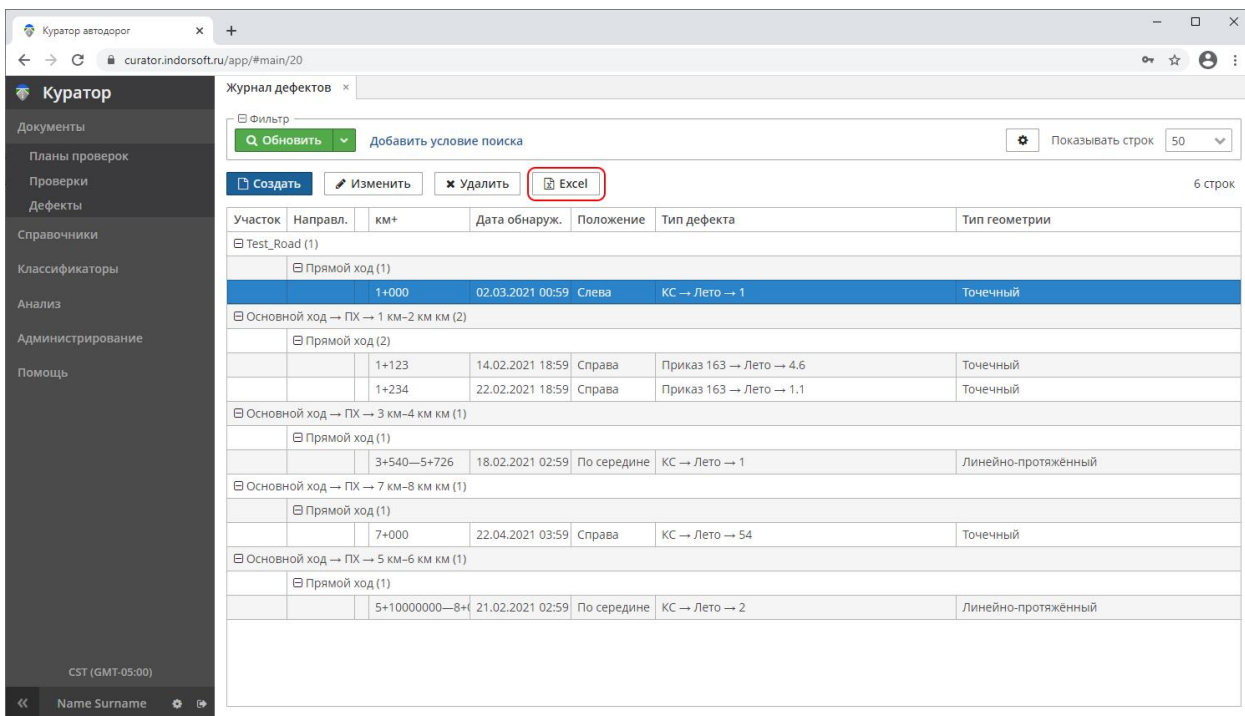 Куратор автодорог
curator.indorsoft.ru/app/#main/20
Куратор
Журнал дефектов
Документы
Планы проверок
Проверки
Дефекты
Справочники
Классификаторы
Анализ
Администрирование
Помощь
CST (GMT-05:00)
Name Surname
Фильтр
Обновить Добавить условие поиска Показывать строк 50
Создать Изменить Удалить Excel 6 строк
Участок Направл. км+ Дата обнаруж. Положение Тип дефекта Тип геометрии
Test_Road (1)
Прямой ход (1)
1+000 02.03.2021 00:59 Слева КС → Лето → 1 Точечный
Основной ход → ПХ → 1 км–2 км км (2)
Прямой ход (2)
1+123 14.02.2021 18:59 Справа Приказ 163 → Лето → 4.6 Точечный
1+234 22.02.2021 18:59 Справа Приказ 163 → Лето → 1.1 Точечный
Основной ход → ПХ → 3 км–4 км км (1)
Прямой ход (1)
3+540—5+726 18.02.2021 02:59 По середине КС → Лето → 1 Линейно-протяжённый
Основной ход → ПХ → 7 км–8 км км (1)
Прямой ход (1)
7+000 22.04.2021 03:59 Справа КС → Лето → 54 Точечный
Основной ход → ПХ → 5 км–6 км км (1)
Прямой ход (1)
5+10000000—8+ 21.02.2021 02:59 По середине КС → Лето → 2 Линейно-протяжённый